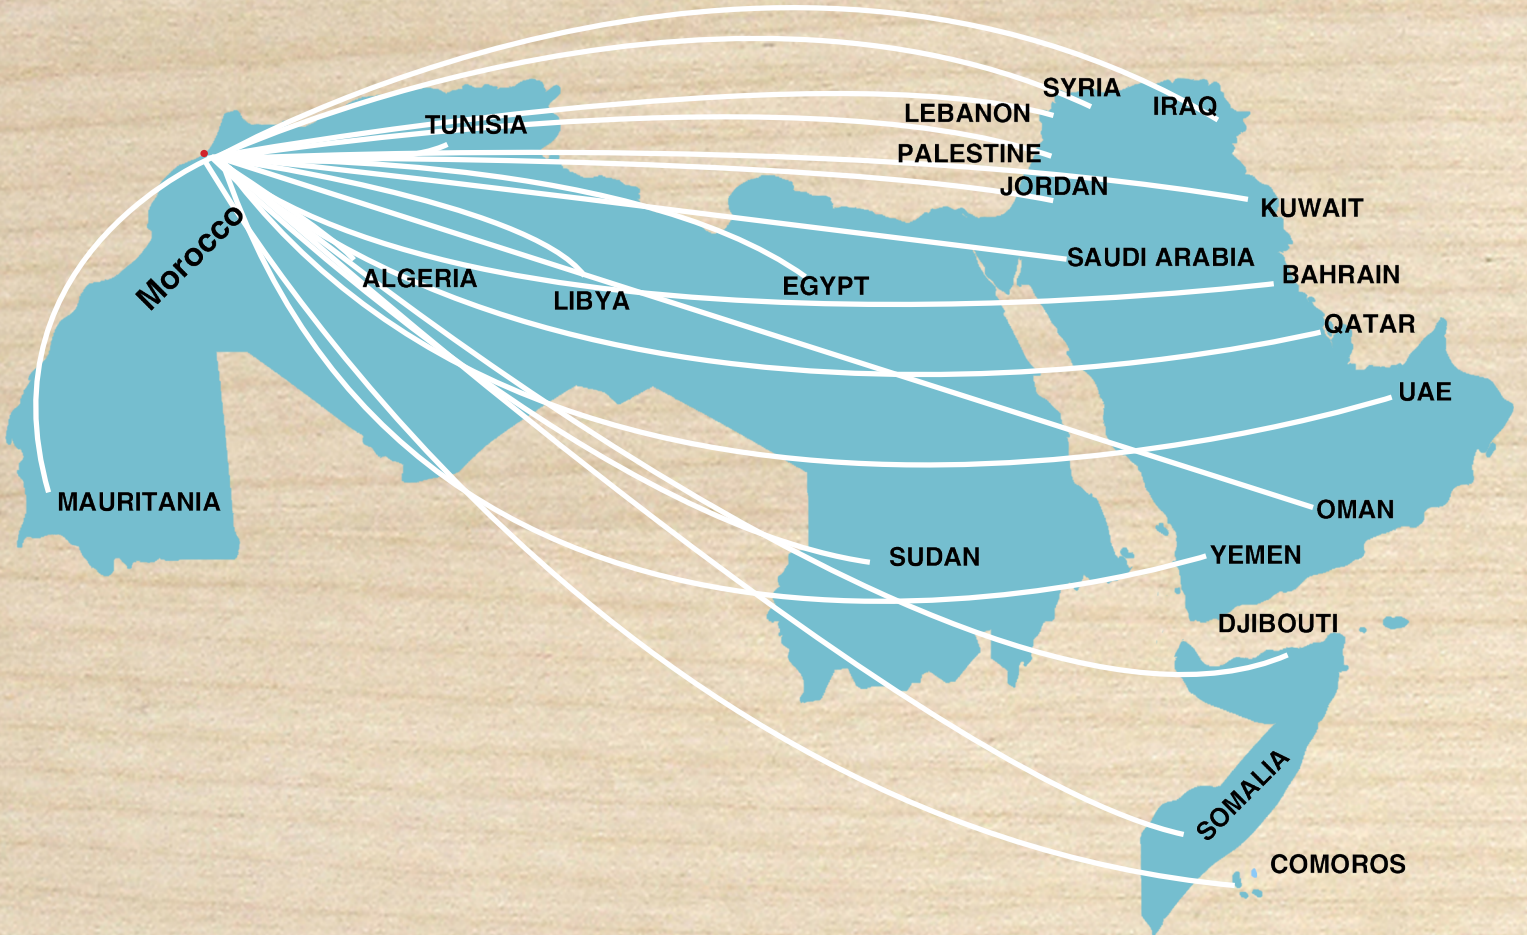 SYRIA
IRAQ
LEBANON
TUNISIA
PALESTINE
JORDAN
KUWAIT
Morocco
SAUDI ARABIA
BAHRAIN
ALGERIA
EGYPT
LIBYA
QATAR
UAE
MAURITANIA
OMAN
SUDAN
YEMEN
DJIBOUTI
SOMALIA
COMOROS